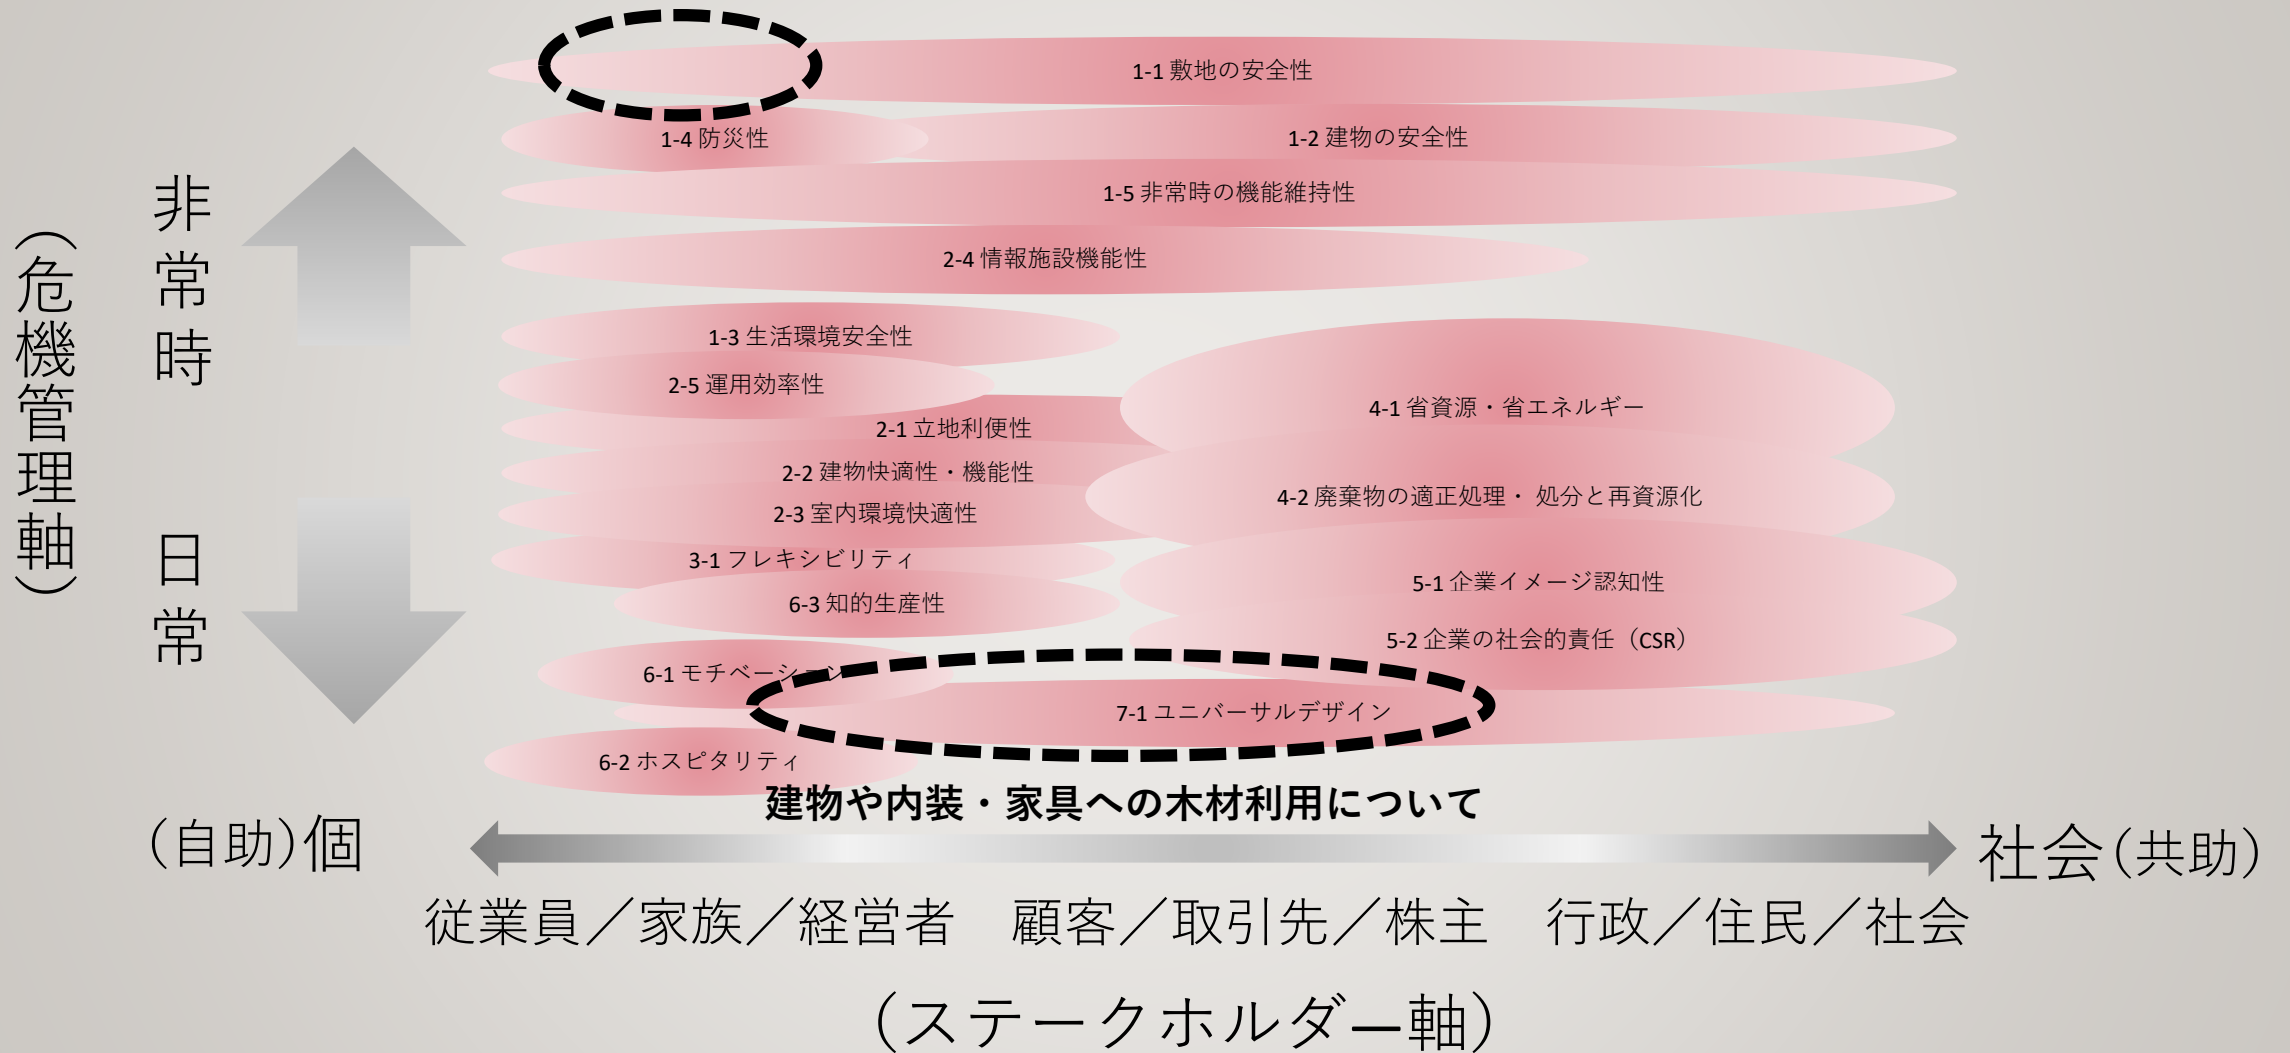 1-1 敷地の安全性
1-4 防災性
1-2 建物の安全性
1-5 非常時の機能維持性
2-4 情報施設機能性
1-3 生活環境安全性
2-5 運用効率性
4-1 省資源・省エネルギー
2-1 立地利便性
2-2 建物快適性・機能性
4-2 廃棄物の適正処理・ 処分と再資源化
2-3 室内環境快適性
3-1 フレキシビリティ
5-1 企業イメージ認知性
6-3 知的生産性
5-2 企業の社会的責任（CSR）
6-1 モチベーション
7-1 ユニバーサルデザイン
6-2 ホスピタリティ
非常時
日常
（危機管理軸）
建物や内装・家具への木材利用について
（自助）個
社会（共助）
従業員／家族／経営者　顧客／取引先／株主　行政／住民／社会
（ステークホルダー軸）